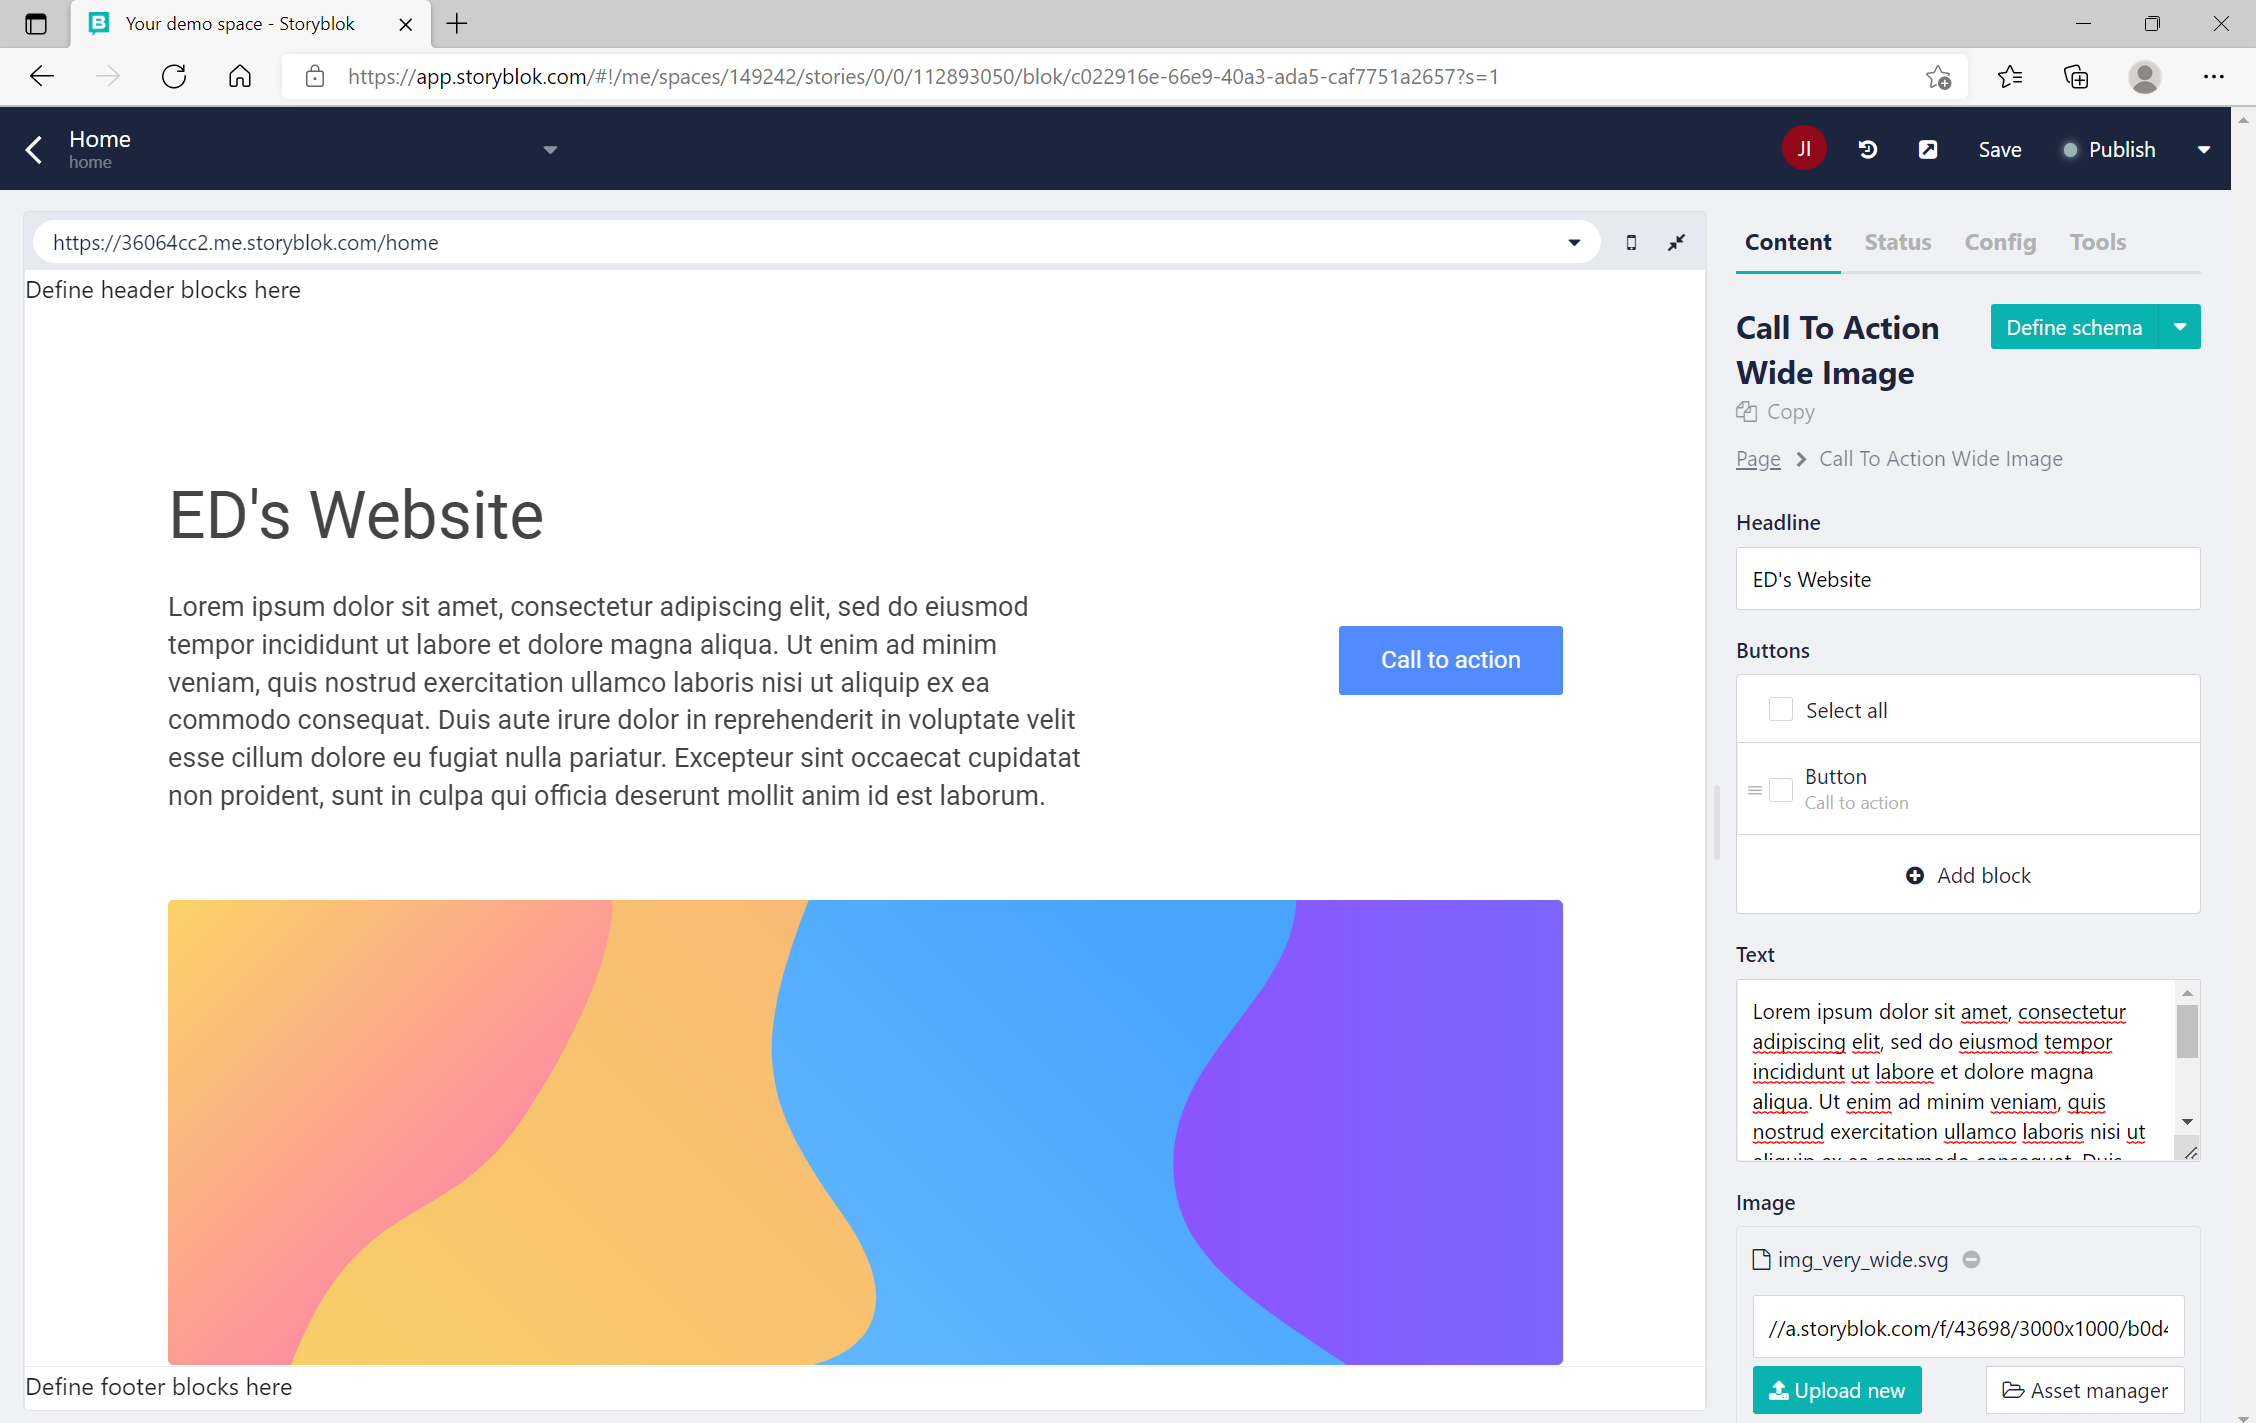 Your demo space - Storyblok
https://app.storyblok.com/#!/me/spaces/149242/stories/0/0/112893050/blok/c022916e-66e9-40a3-ada5-caf7751a2657?s=1
Home
home
JI
Save
Publish
https://36064cc2.me.storyblok.com/home
Define header blocks here
ED's Website
Lorem ipsum dolor sit amet, consectetur adipiscing elit, sed do eiusmod
tempor incididunt ut labore et dolore magna aliqua. Ut enim ad minim
veniam, quis nostrud exercitation ullamco laboris nisi ut aliquip ex ea
commodo consequat. Duis aute irure dolor in reprehenderit in voluptate velit
esse cillum dolore eu fugiat nulla pariatur. Excepteur sint occaecat cupidatat
non proident, sunt in culpa qui officia deserunt mollit anim id est laborum.
Call to action
Define footer blocks here
Content Status Config Tools
Call To Action
Wide Image
Define schema
Copy
Page > Call To Action Wide Image
Headline
ED's Website
Buttons
Select all
Button
Call to action
Add block
Text
Lorem ipsum dolor sit amet, consectetur
adipiscing elit, sed do eiusmod tempor
incididunt ut labore et dolore magna
aliqua. Ut enim ad minim veniam, quis
nostrud exercitation ullamco laboris nisi ut
aliquip ex ea commodo consequat. Duis
Image
img_very_wide.svg
//a.storyblok.com/f/43698/3000x1000/b0d4
Upload new
Asset manager